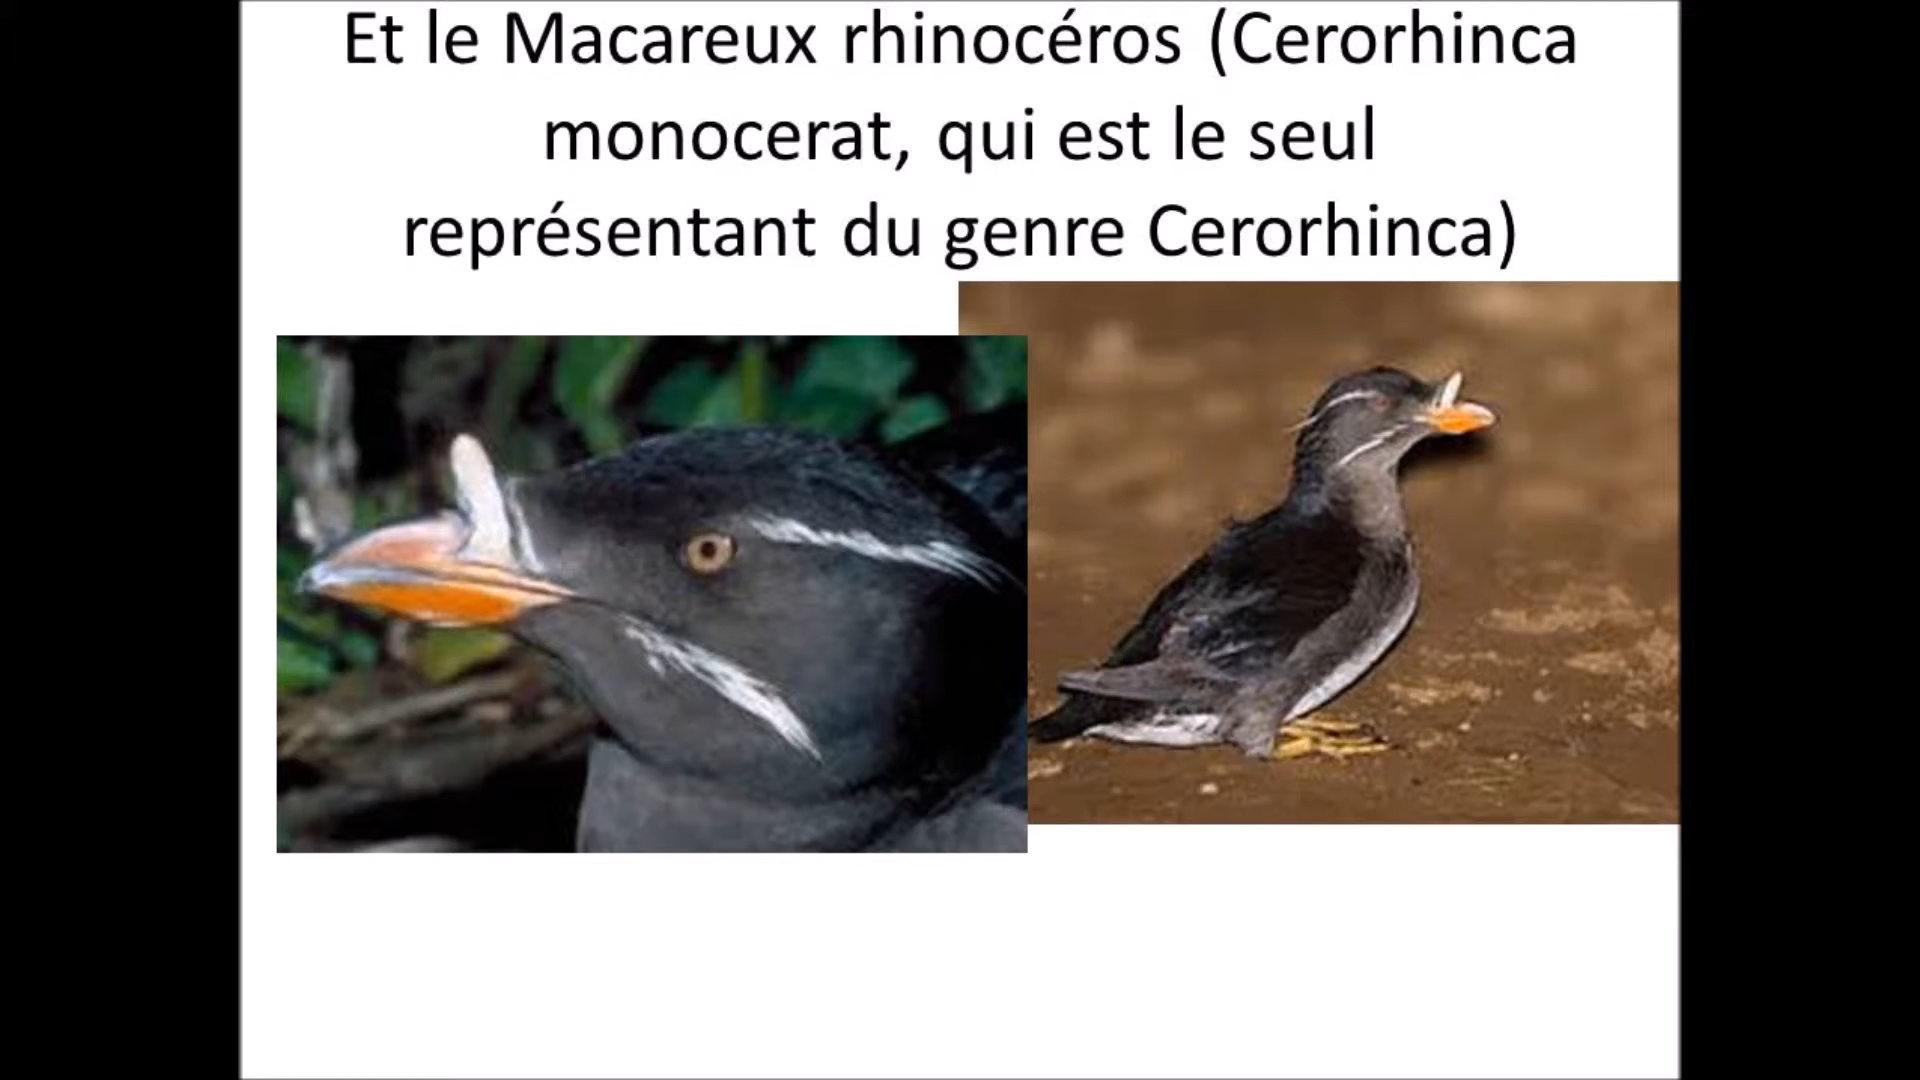 Et le Macareux rhinocéros (Cerorhinca
monocerat, qui est le seul
représentant du genre Cerorhinca)